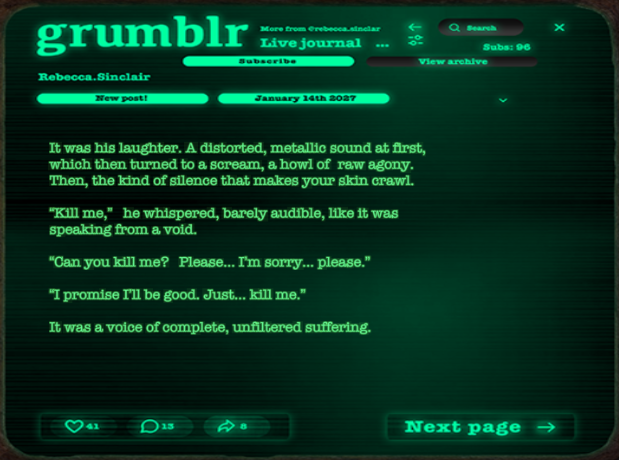 grumblr
More from @rebecca.sinclar
Live journal ...
Search
Subs: 96
Subscribe
View archive
Rebecca.Sinclair
New post!
January 14th 2027
It was his laughter. A distorted, metallic sound at first,
which then turned to a scream, a howl of raw agony.
Then, the kind of silence that makes your skin crawl.
“Kill me,” he whispered, barely audible, like it was
speaking from a void.
“Can you kill me? Please... I'm sorry... please.”
“I promise I'll be good. Just... kill me.”
It was a voice of complete, unfiltered suffering.
41
13
8
Next page